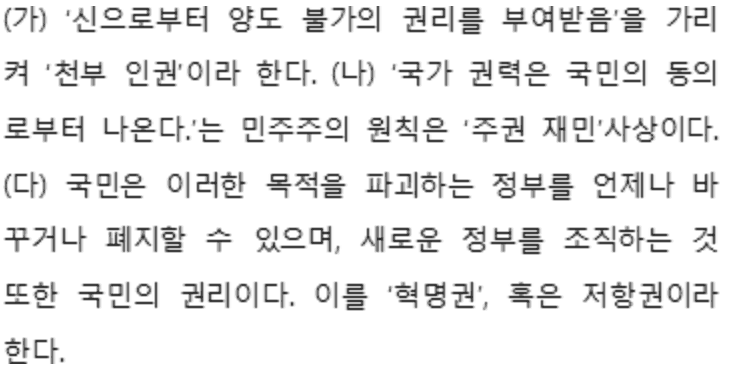 (가) '신으로부터 양도 불가의 권리를 부여받음'을 가리
켜 '천부 인권'이라 한다. (나) '국가 권력은 국민의 동의
로부터 나온다.'는 민주주의 원칙은 '주권 재민'사상이다.
(다) 국민은 이러한 목적을 파괴하는 정부를 언제나 바
꾸거나 폐지할 수 있으며, 새로운 정부를 조직하는 것
또한 국민의 권리이다. 이를 '혁명권', 혹은 저항권이라
한다.